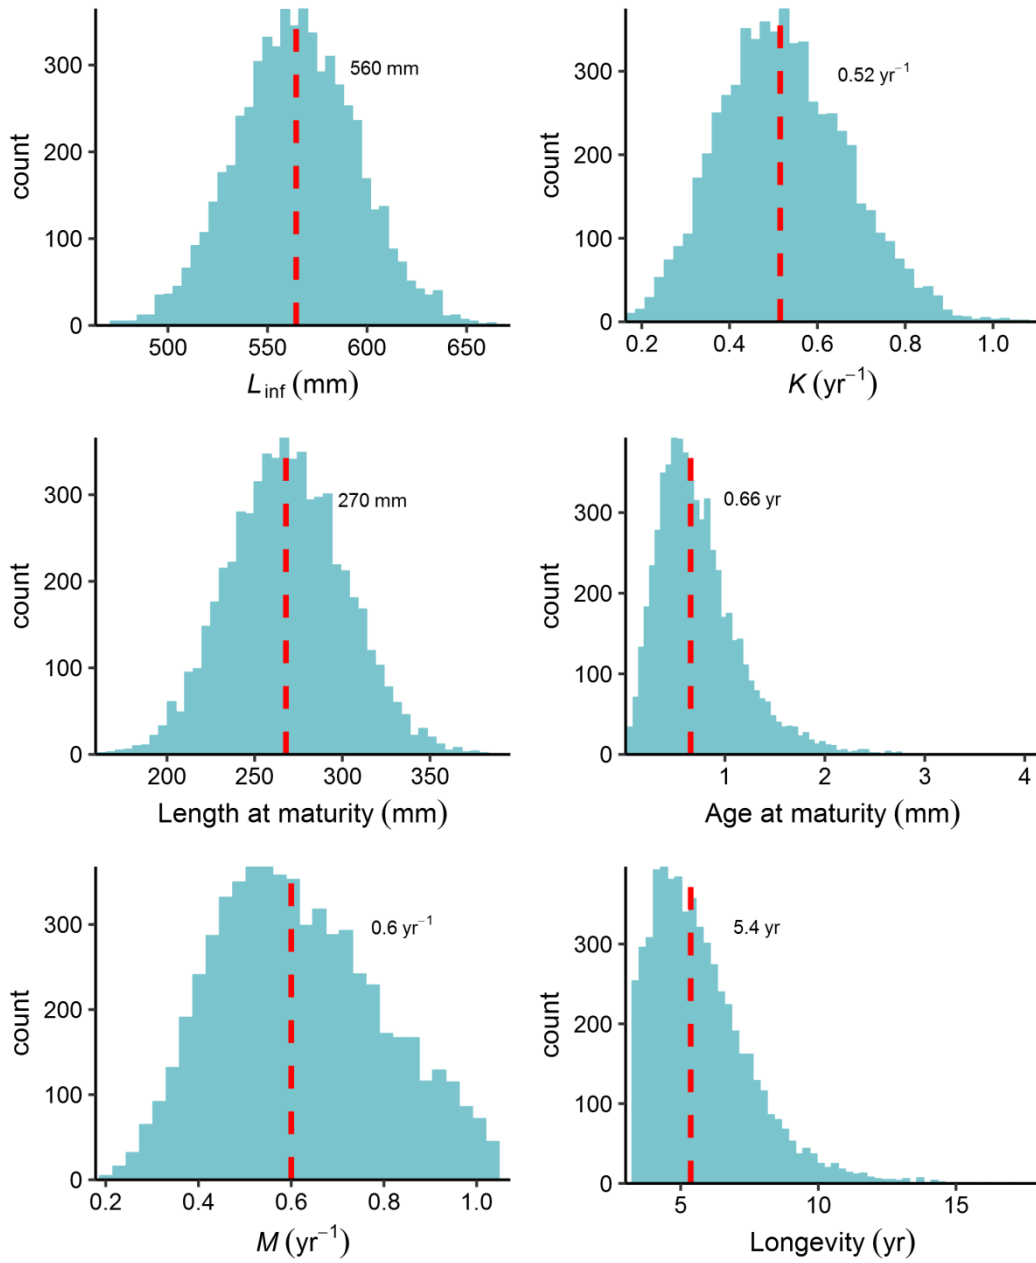 count
300
200
100
0
560 mm
500 550 600 650
L inf (mm)
count
300
200
100
0
0.52 yr⁻¹
0.2 0.4 0.6 0.8 1.0
K (yr⁻¹)
count
300
200
100
0
270 mm
200 250 300 350
Length at maturity (mm)
count
300
200
100
0
0.66 yr
1 2 3 4
Age at maturity (mm)
count
300
200
100
0
0.6 yr⁻¹
0.2 0.4 0.6 0.8 1.0
M (yr⁻¹)
count
300
200
100
0
5.4 yr
5 10 15
Longevity (yr)